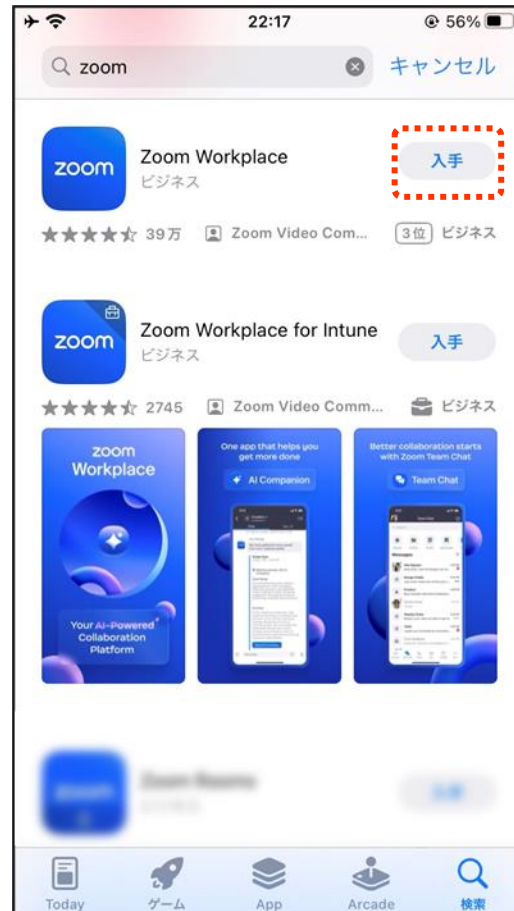 22:17
56%
zoom
キャンセル
zoom
Zoom Workplace
入手
ビジネス
39万
Zoom Video Com...
3位
ビジネス
zoom
Zoom Workplace for Intune
入手
ビジネス
2745
Zoom Video Comm...
ビジネス
zoom
Workplace
Your AI-Powered
Collaboration
Platform
One app that helps you
get more done
AI Companion
Better collaboration starts
with Zoom Team Chat
Team Chat
Messages
Today
ゲーム
App
Arcade
検索